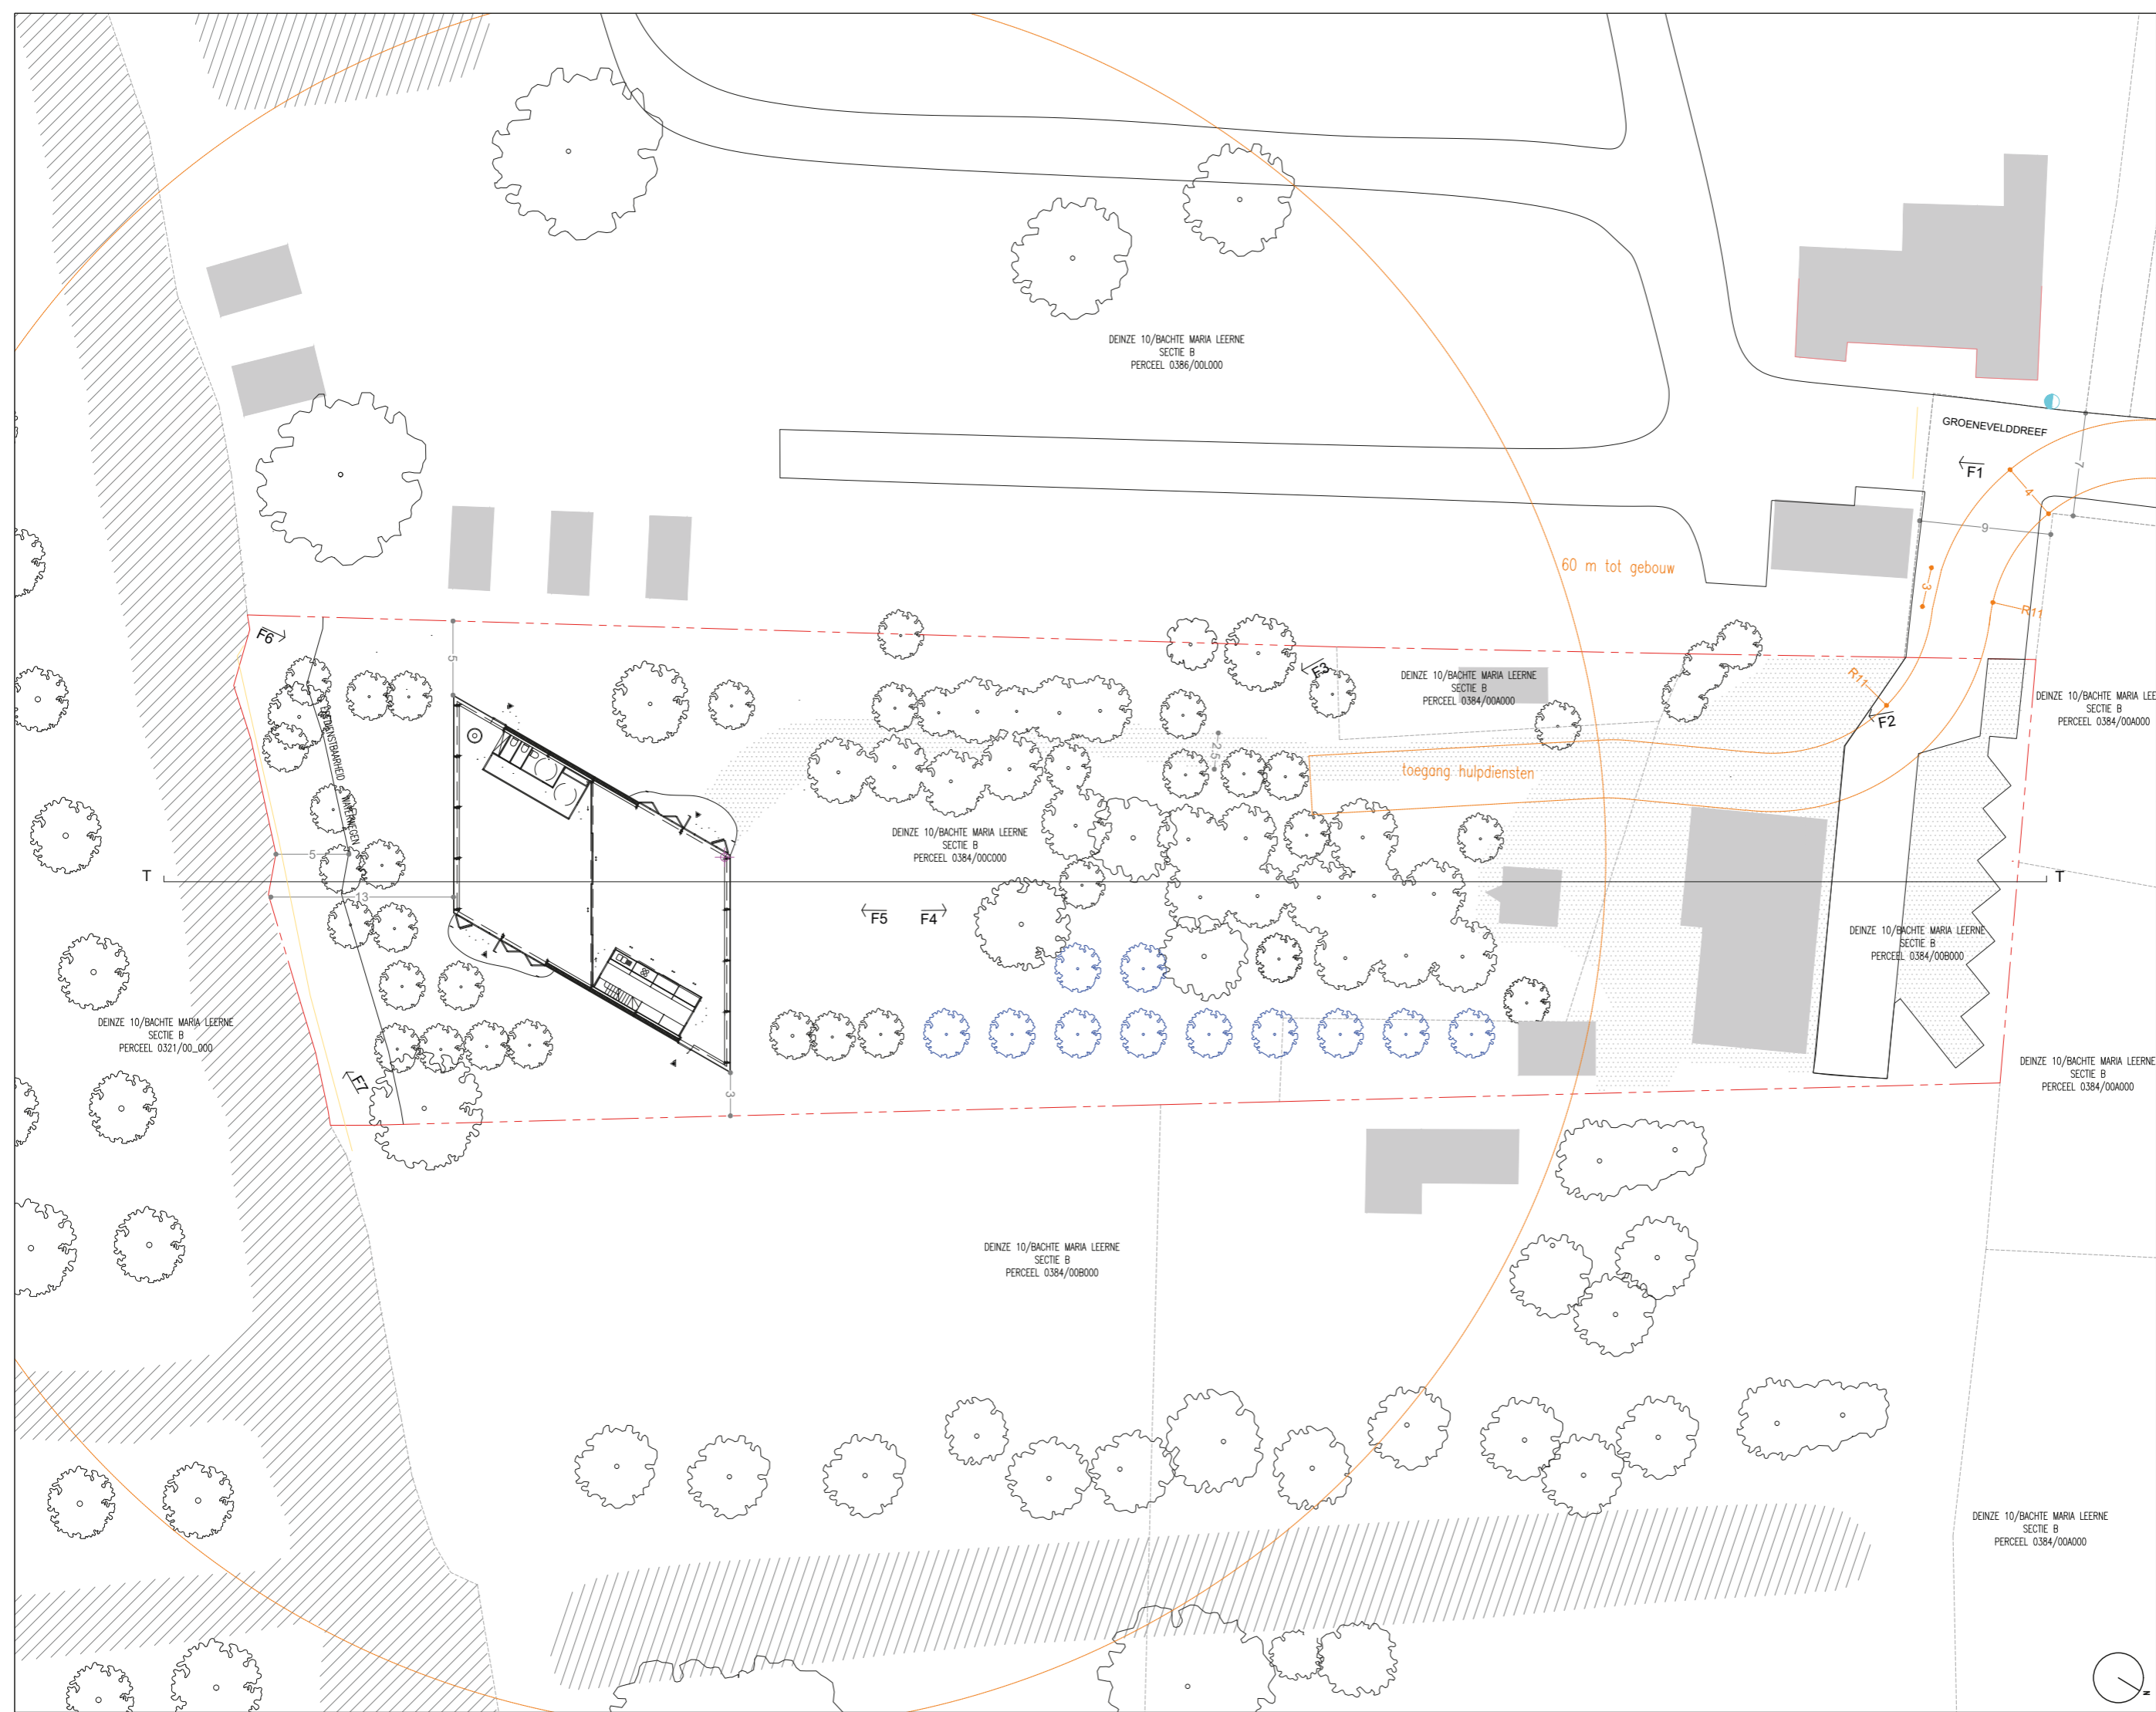 DEINZE 10/BACHTE MARIA LEERNE
SECTIE B
PERCEEL 0386/00L000
GROENEVELDDREEF
F1
7
4
9
60 m tot gebouw
3
R11
F6
5
F3
DEINZE 10/BACHTE MARIA LEERNE
SECTIE B
PERCEEL 0384/00A000
R11
F2
DEINZE 10/BACHTE MARIA LEE
SECTIE B
PERCEEL 0384/00A000
2.5
toegang hulpdiensten
DEINZE 10/BACHTE MARIA LEERNE
SECTIE B
PERCEEL 0384/00C000
5
T
T
13
F5
F4
DEINZE 10/BACHTE MARIA LEERNE
SECTIE B
PERCEEL 0384/00B000
DEINZE 10/BACHTE MARIA LEERNE
SECTIE B
PERCEEL 0321/00_000
F7
3
DEINZE 10/BACHTE MARIA LEERNE
SECTIE B
PERCEEL 0384/00A000
DEINZE 10/BACHTE MARIA LEERNE
SECTIE B
PERCEEL 0384/00B000
DEINZE 10/BACHTE MARIA LEERNE
SECTIE B
PERCEEL 0384/00A000
N